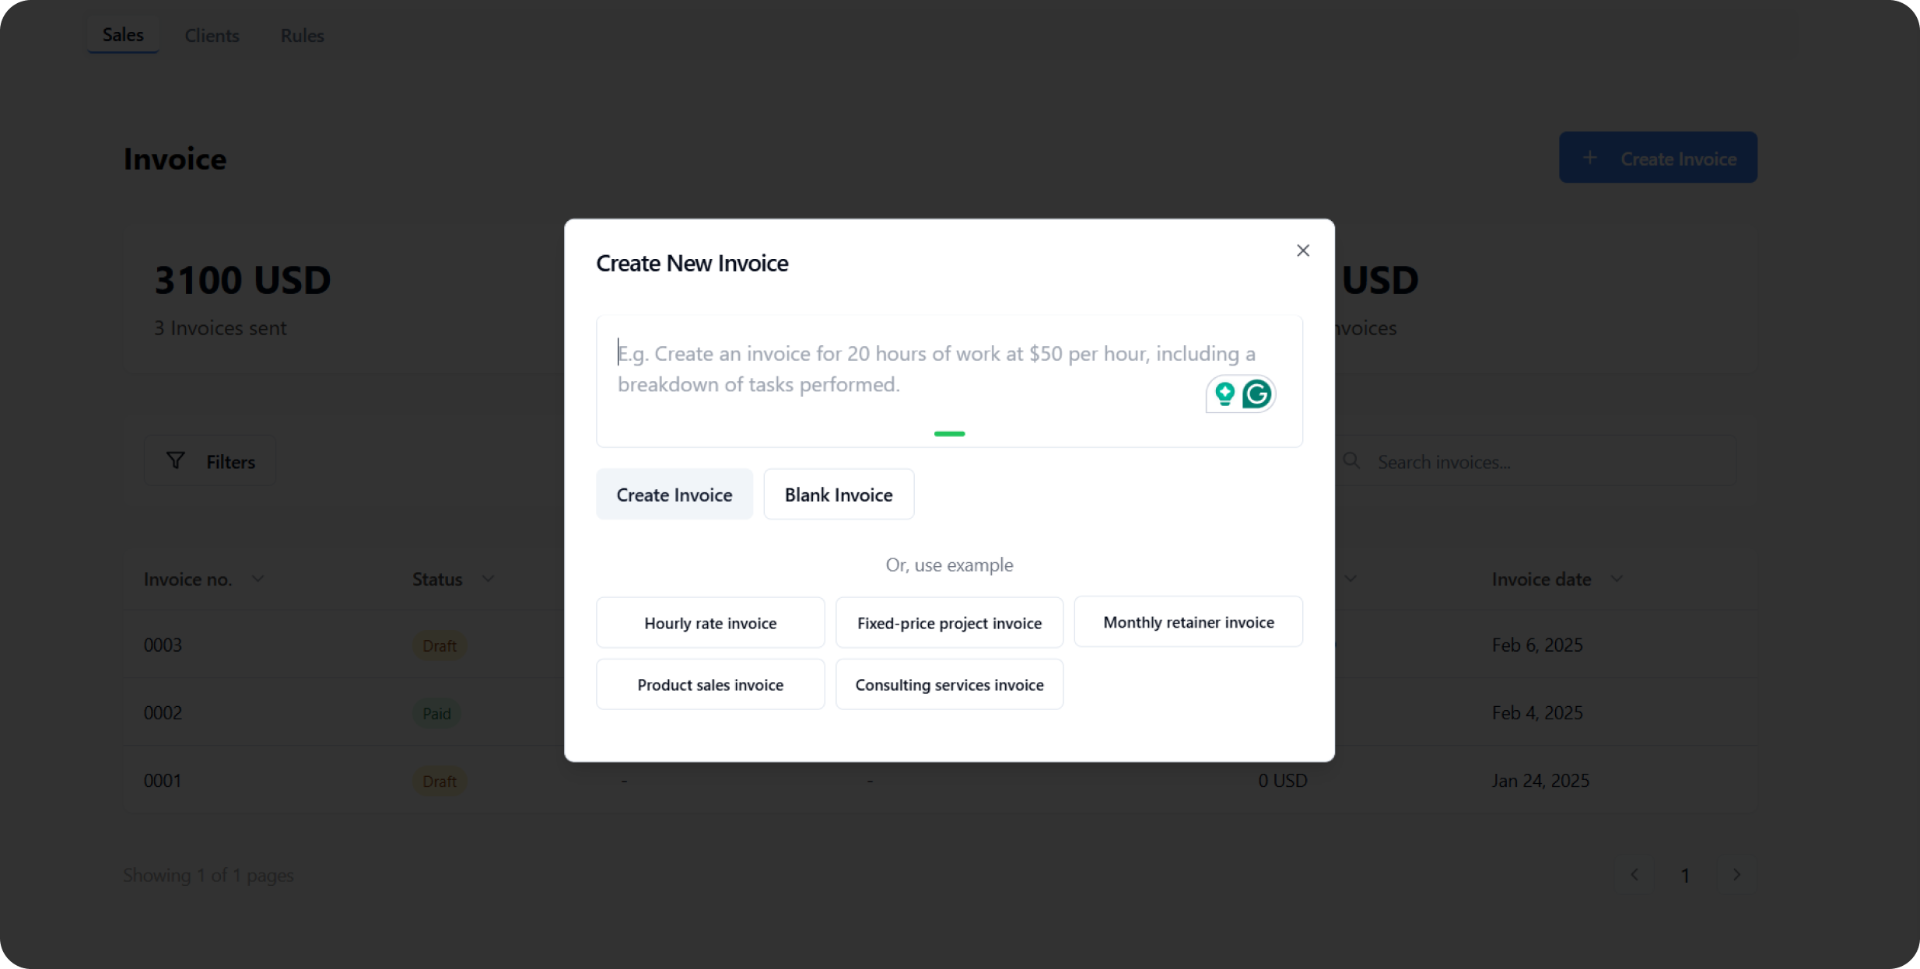 Sales Clients Rules
Invoice
+ Create Invoice
3100 USD
3 Invoices sent
USD
Filters
Search invoices...
Invoice no. Status Invoice date
0003 Draft Feb 6, 2025
0002 Paid Feb 4, 2025
0001 Draft - - 0 USD Jan 24, 2025
Showing 1 of 1 pages
1
Create New Invoice
E.g. Create an invoice for 20 hours of work at $50 per hour, including a
breakdown of tasks performed.
Create Invoice Blank Invoice
Or, use example
Hourly rate invoice Fixed-price project invoice Monthly retainer invoice
Product sales invoice Consulting services invoice